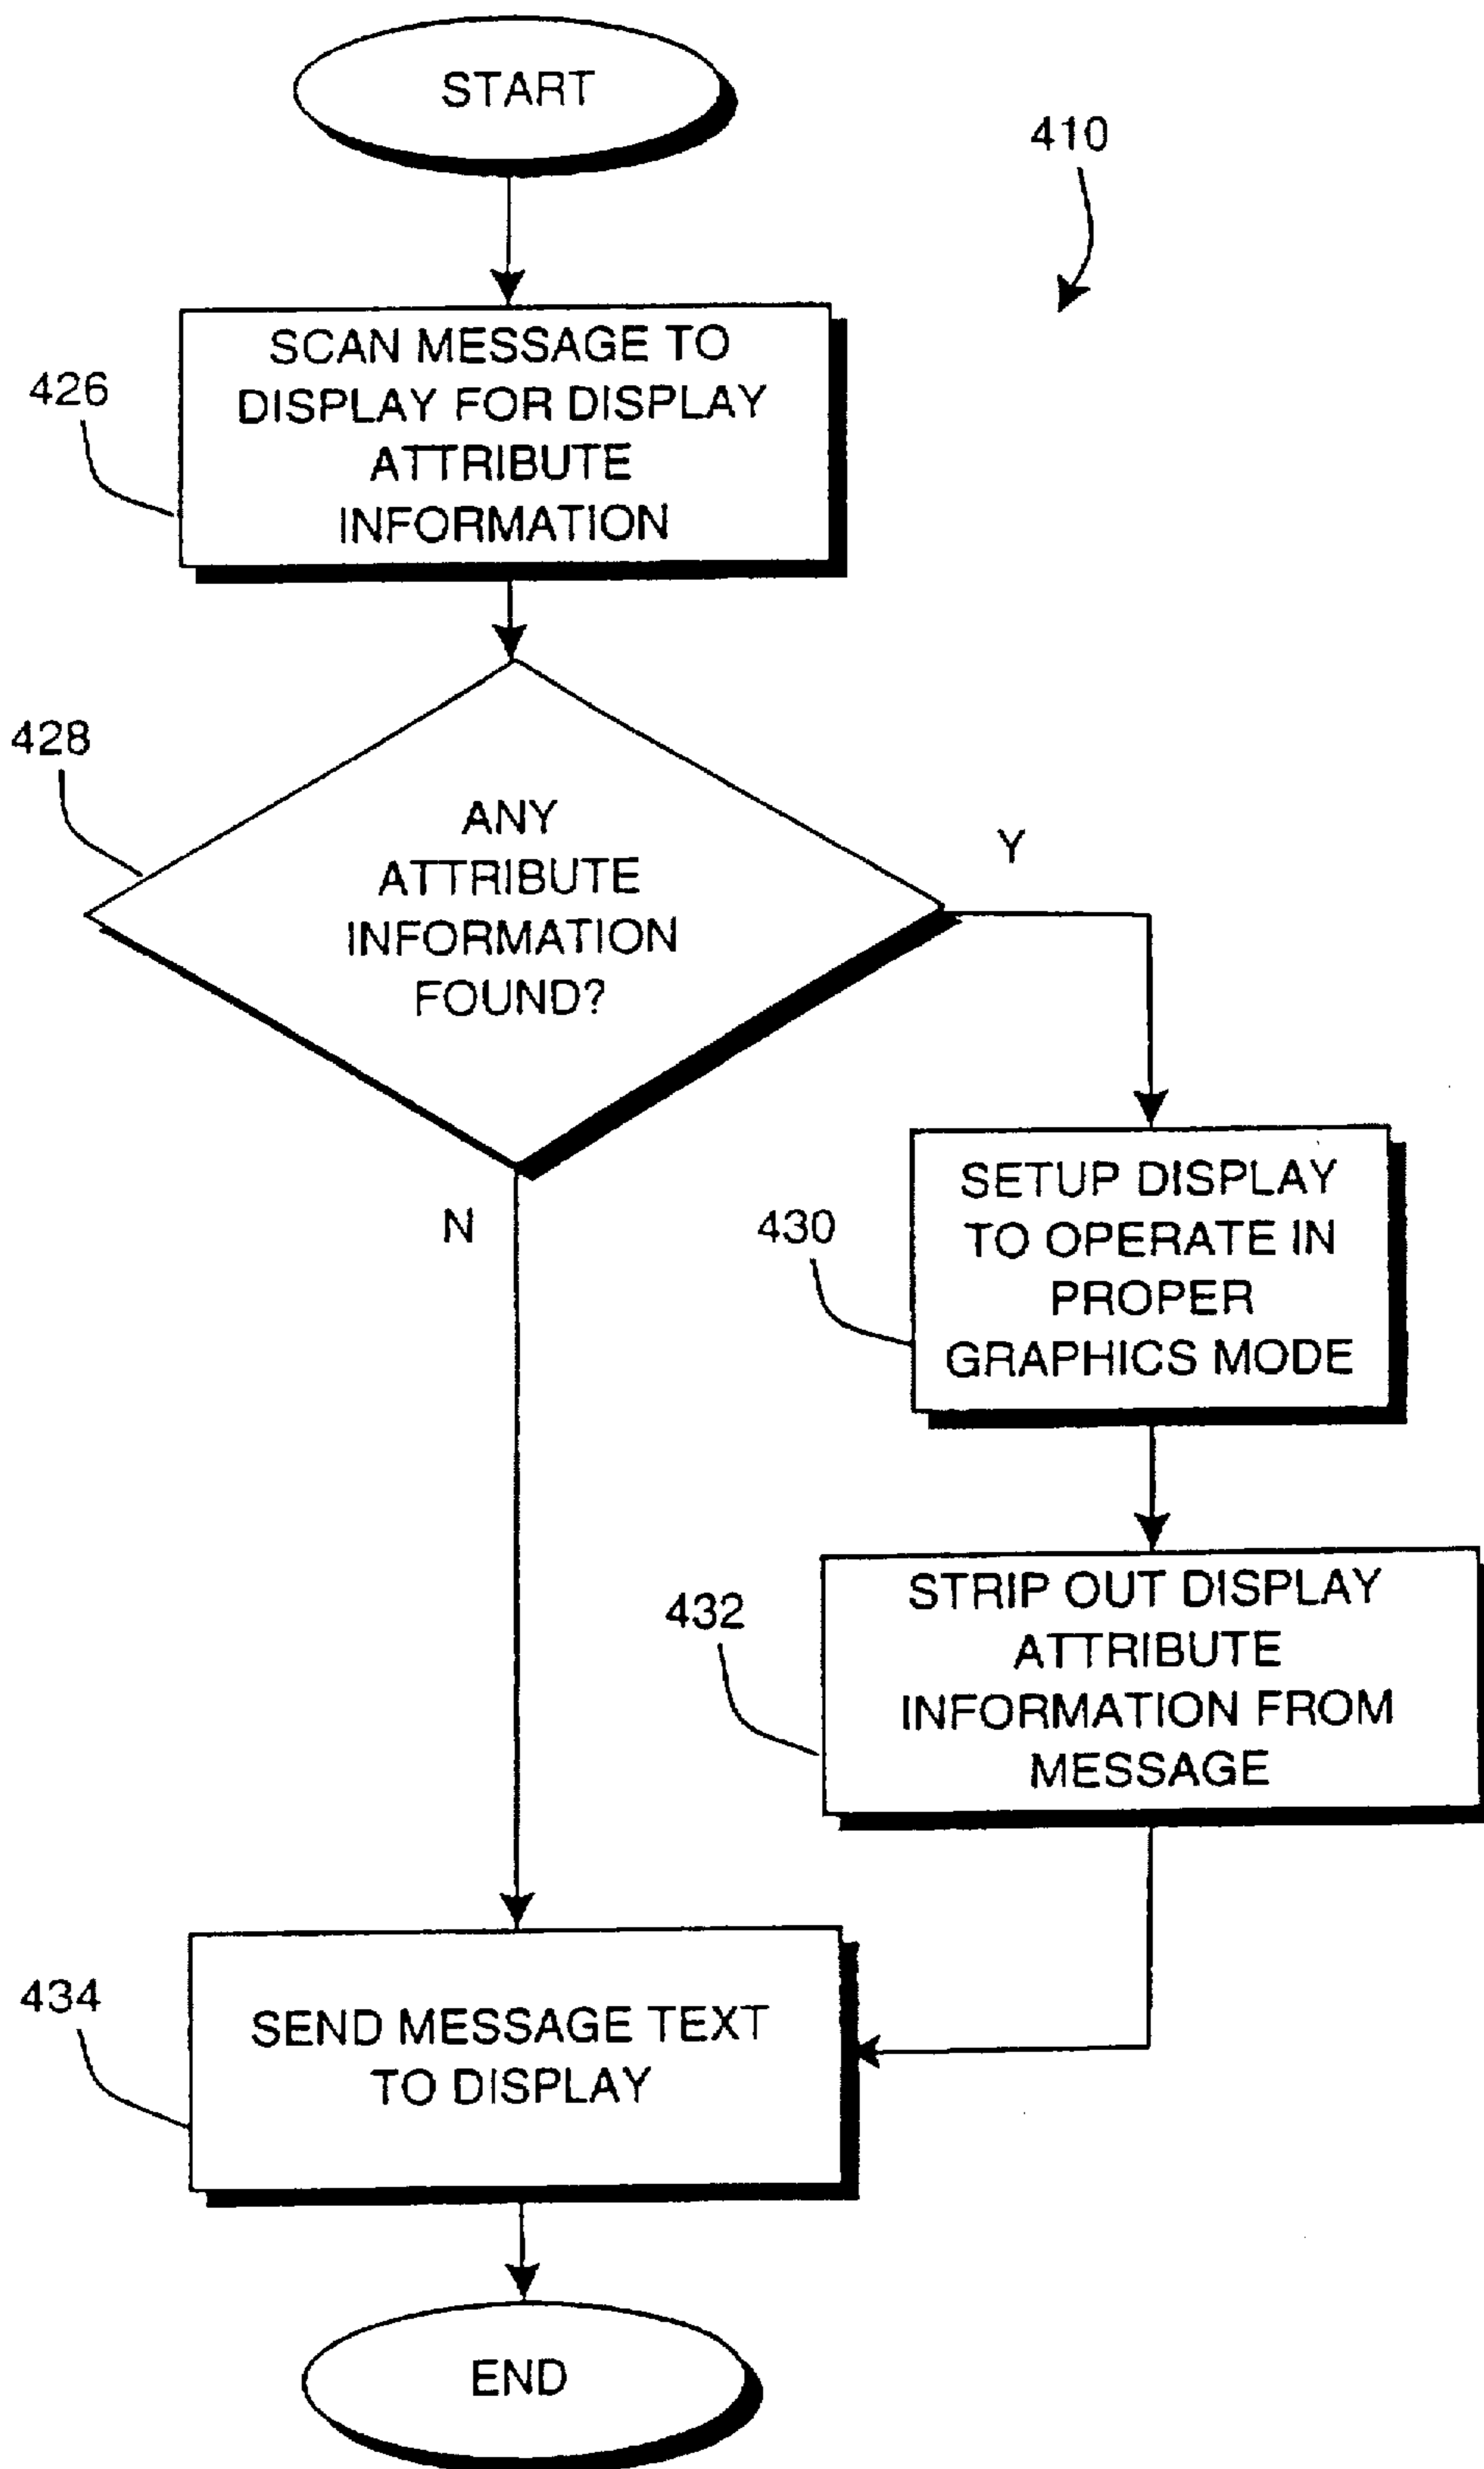 START
410
426
SCAN MESSAGE TO
DISPLAY FOR DISPLAY
ATTRIBUTE
INFORMATION
428
ANY
ATTRIBUTE
INFORMATION
FOUND?
Y
N
430
SETUP DISPLAY
TO OPERATE IN
PROPER
GRAPHICS MODE
432
STRIP OUT DISPLAY
ATTRIBUTE
INFORMATION FROM
MESSAGE
434
SEND MESSAGE TEXT
TO DISPLAY
END